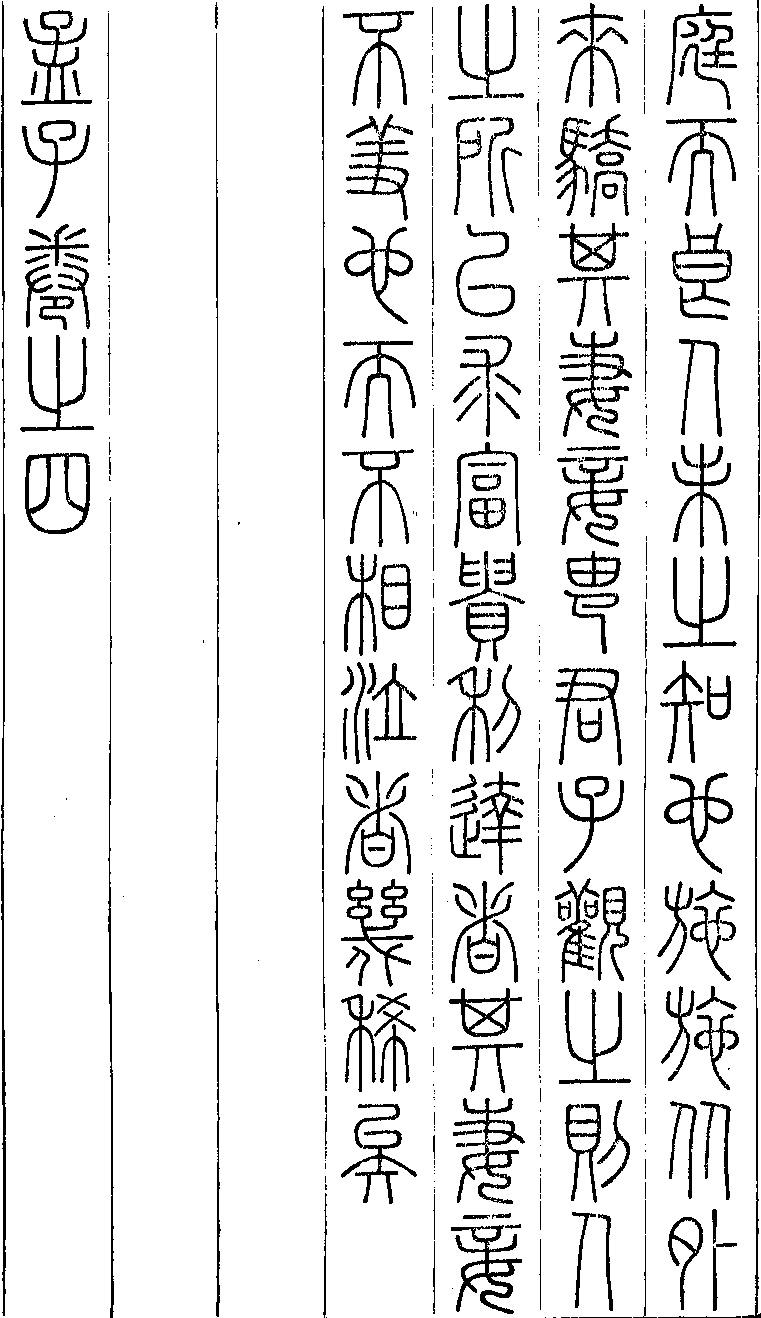 庭而良人未之知也施施从外
來驕其妻妾由君子觀之則人
之所以求富貴利達者其妻妾
不羞也而不相泣者幾稀矣
孟子卷之四